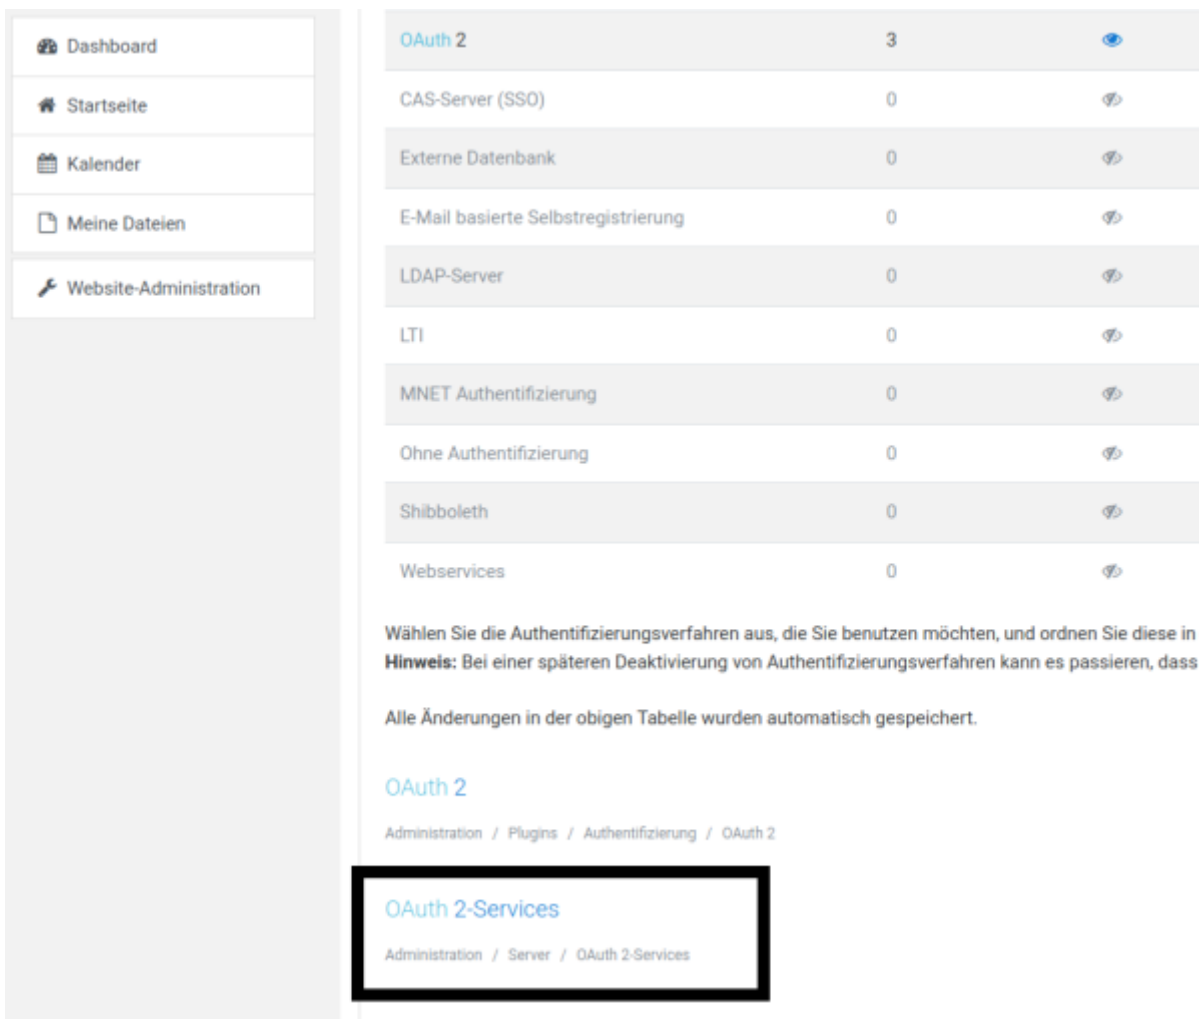 Dashboard
Startseite
Kalender
Meine Dateien
Website-Administration
OAuth 2 3
CAS-Server (SSO) 0
Externe Datenbank 0
E-Mail basierte Selbstregistrierung 0
LDAP-Server 0
LTI 0
MNET Authentifizierung 0
Ohne Authentifizierung 0
Shibboleth 0
Webservices 0
Wählen Sie die Authentifizierungsverfahren aus, die Sie benutzen möchten, und ordnen Sie diese in
Hinweis: Bei einer späteren Deaktivierung von Authentifizierungsverfahren kann es passieren, dass
Alle Änderungen in der obigen Tabelle wurden automatisch gespeichert.
OAuth 2
Administration / Plugins / Authentifizierung / OAuth 2
OAuth 2-Services
Administration / Server / OAuth 2-Services